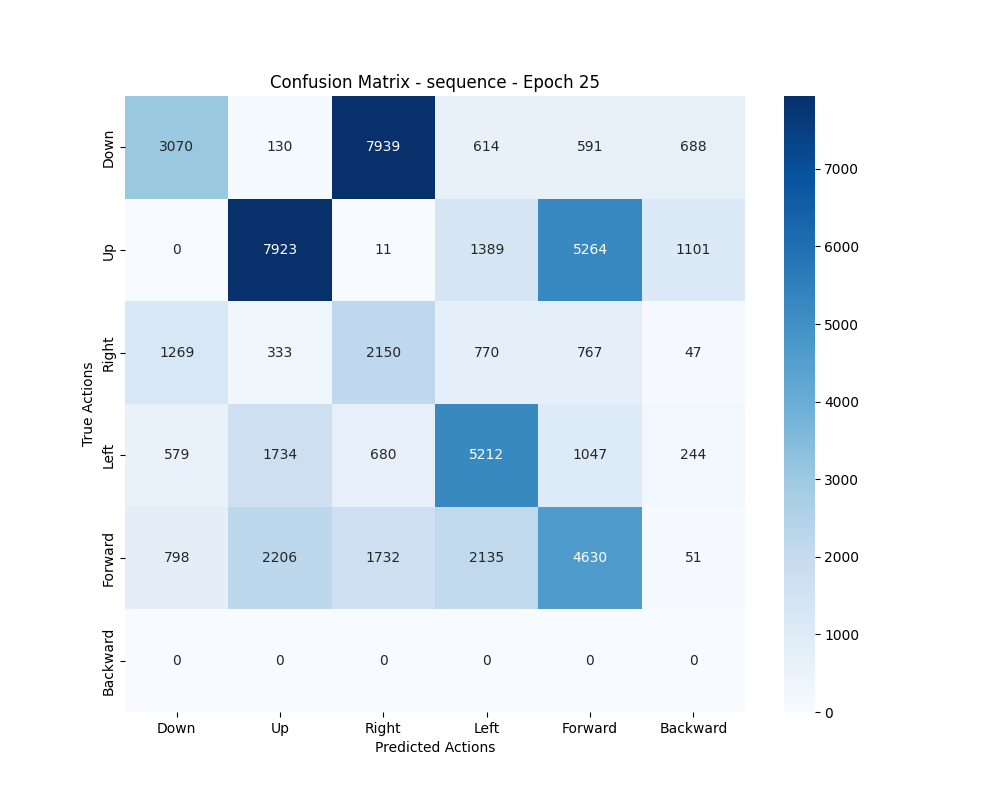 Confusion Matrix - sequence - Epoch 25
True Actions
Down 3070 130 7939 614 591 688
Up 0 7923 11 1389 5264 1101
Right 1269 333 2150 770 767 47
Left 579 1734 680 5212 1047 244
Forward 798 2206 1732 2135 4630 51
Backward 0 0 0 0 0 0
Down Up Right Left Forward Backward
Predicted Actions
7000
6000
5000
4000
3000
2000
1000
0